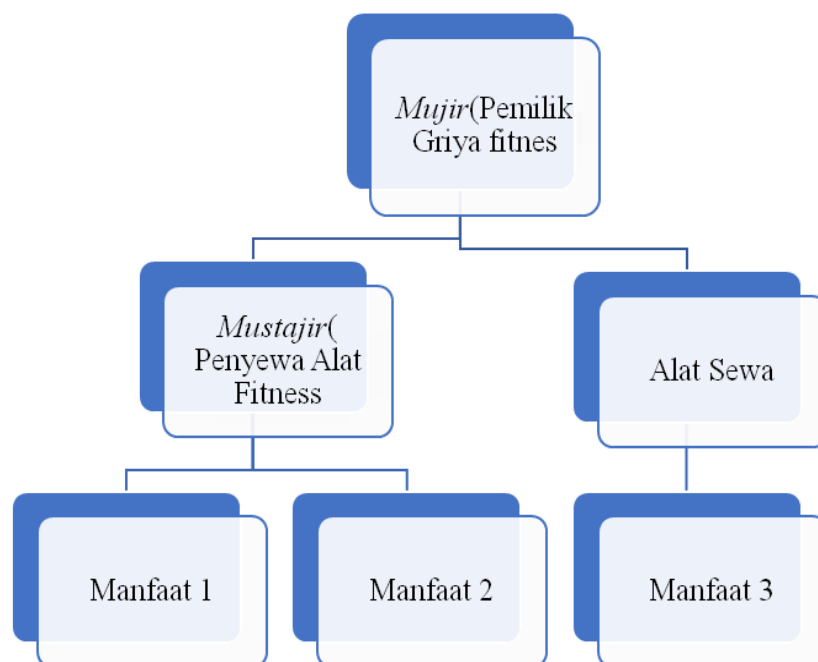 Mujir(Pemilik
Griya fitnes
Mustajir(
Penyewa Alat
Fitness
Alat Sewa
Manfaat 1
Manfaat 2
Manfaat 3